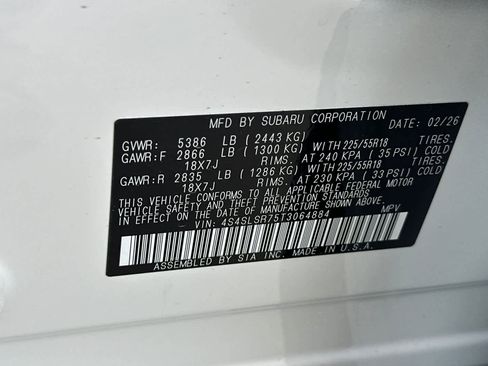 MFD BY SUBARU CORPORATION DATE: 02/26
GVWR: 5386 LB (2443 KG)
GAWR:F 2866 LB (1300 KG) WITH 225/55R18 TIRES.
18X7J RIMS. AT 240 KPA (35 PSI) COLD
GAWR:R 2835 LB (1286 KG) WITH 225/55R18 TIRES.
18X7J RIMS. AT 230 KPA (33 PSI) COLD
THIS VEHICLE CONFORMS TO ALL APPLICABLE FEDERAL MOTOR
VEHICLE SAFETY, BUMPER, AND THEFT PREVENTION STANDARDS
IN EFFECT ON THE DATE OF MANUFACTURE SHOWN ABOVE.
VIN: 4S4SLSR75T3064884 MPV
ASSEMBLED BY SIA INC. MADE IN U.S.A.